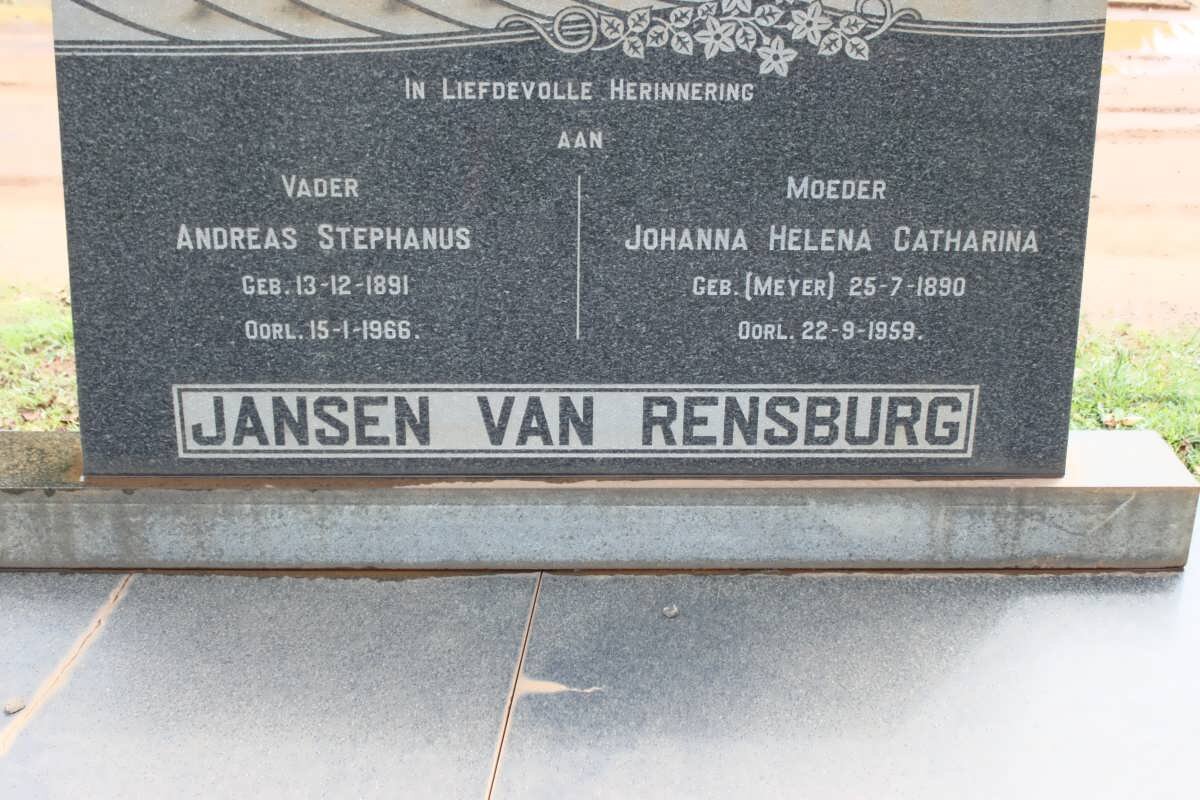 In Liefdevolle Herinnering
aan
Vader
Andreas Stephanus
Geb. 13-12-1891
Oorl. 15-1-1966.
Moeder
Johanna Helena Catharina
Geb. (Meyer) 25-7-1890
Oorl. 22-9-1959.
JANSEN VAN RENSBURG